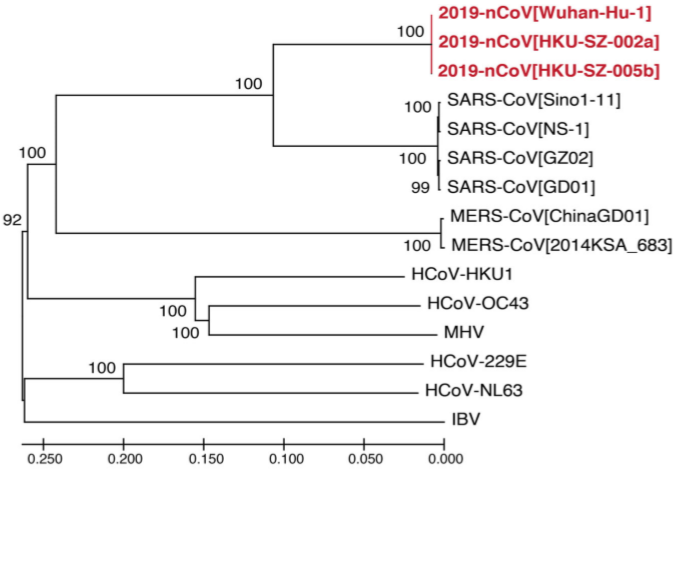 2019-nCoV[Wuhan-Hu-1]
100
2019-nCoV[HKU-SZ-002a]
2019-nCoV[HKU-SZ-005b]
100
SARS-CoV[Sino1-11]
100
SARS-CoV[NS-1]
100
SARS-CoV[GZ02]
100
SARS-CoV[GD01]
99
MERS-CoV[ChinaGD01]
92
MERS-CoV[2014KSA_683]
100
HCoV-HKU1
HCoV-OC43
100
MHV
100
HCoV-229E
100
HCoV-NL63
IBV
0.250 0.200 0.150 0.100 0.050 0.000